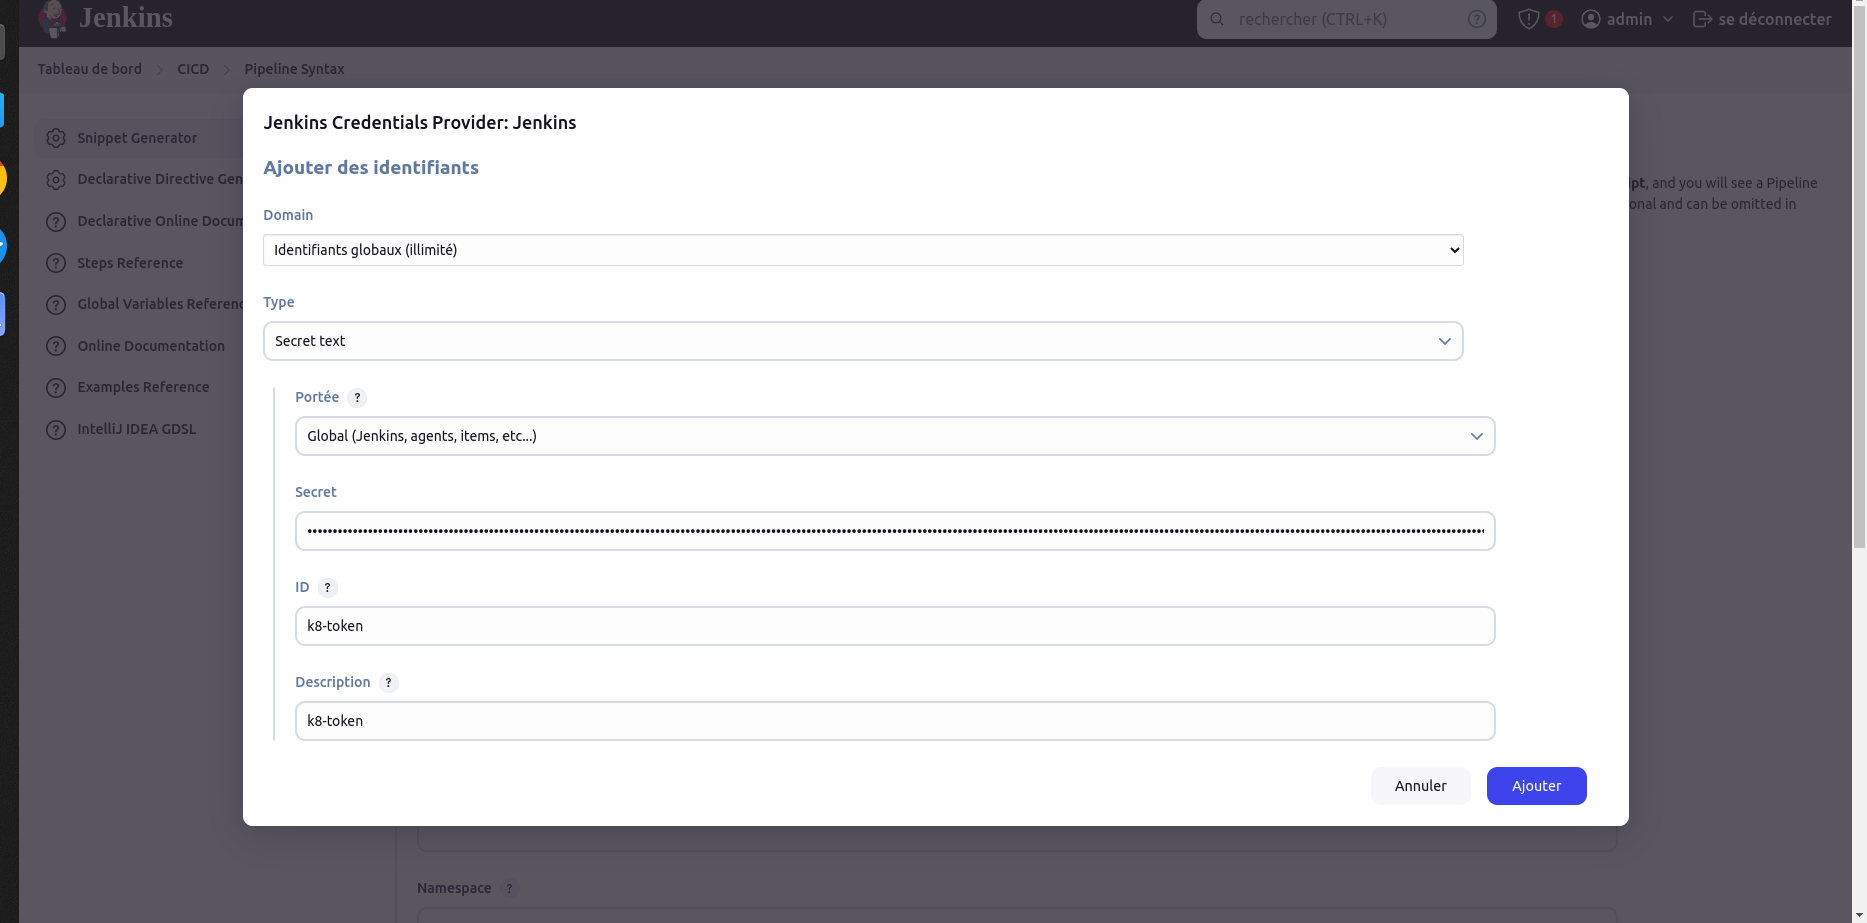 Jenkins
rechercher (CTRL+K)
?
1
admin
se déconnecter
Tableau de bord
CICD
Pipeline Syntax
Snippet Generator
Declarative Directive Gen
Declarative Online Docum
Steps Reference
Global Variables Referenc
Online Documentation
Examples Reference
IntelliJ IDEA GDSL
Jenkins Credentials Provider: Jenkins
Ajouter des identifiants
Domain
Identifiants globaux (illimité)
Type
Secret text
Portée ?
Global (Jenkins, agents, items, etc...)
Secret
ID ?
k8-token
Description ?
k8-token
Annuler
Ajouter
ipt, and you will see a Pipeline
onal and can be omitted in
Namespace ?